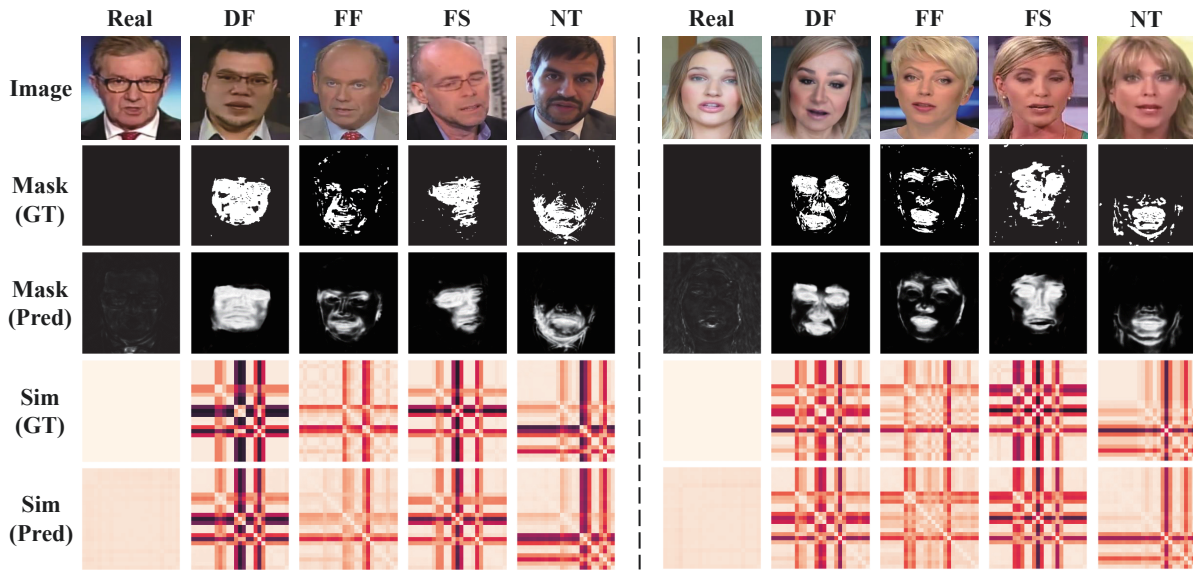 Real DF FF FS NT Real DF FF FS NT
Image
Mask
(GT)
Mask
(Pred)
Sim
(GT)
Sim
(Pred)